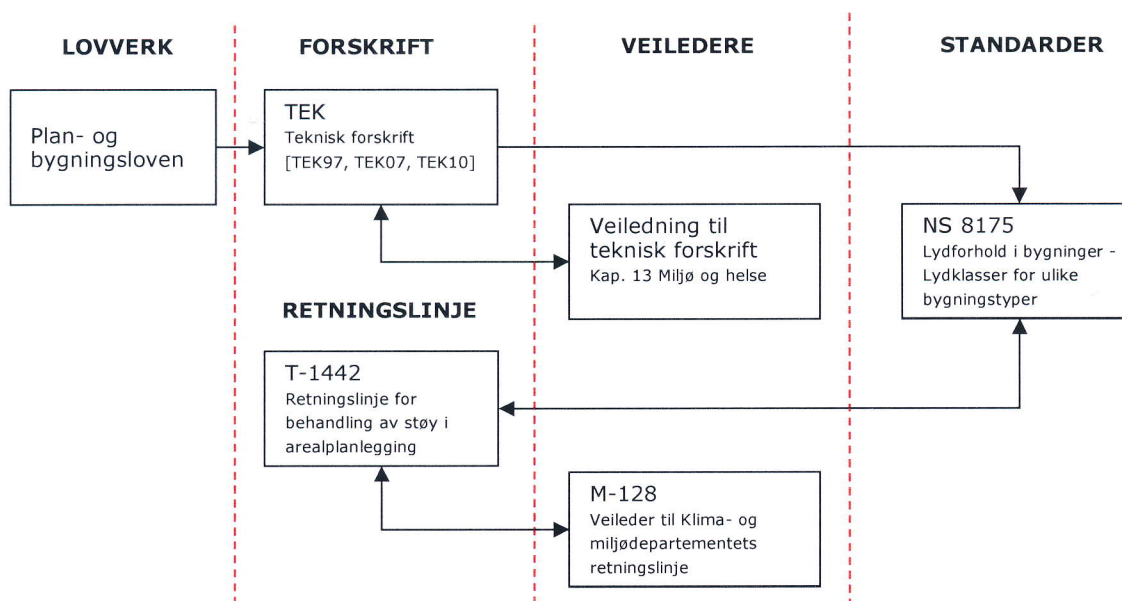 LOVVERK
FORSKRIFT
VEILEDERE
STANDARDER
Plan- og
bygningsloven
TEK
Teknisk forskrift
[TEK97, TEK07, TEK10]
Veiledning til
teknisk forskrift
Kap. 13 Miljø og helse
NS 8175
Lydforhold i bygninger -
Lydklasser for ulike
bygningstyper
RETNINGSLINJE
T-1442
Retningslinje for
behandling av støy i
arealplanlegging
M-128
Veileder til Klima- og
miljødepartementets
retningslinje